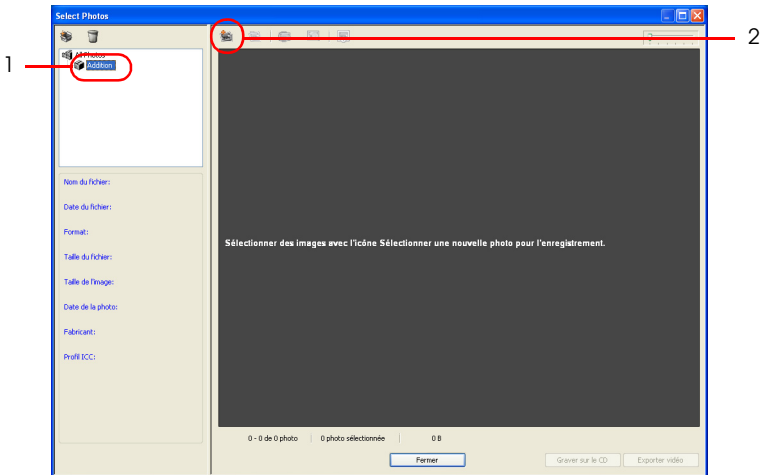 Select Photos
1
2
All Photos
Addition
Nom du fichier:
Date du fichier:
Format:
Taille du fichier:
Taille de l'image:
Date de la photo:
Fabricant:
Profil ICC:
Sélectionner des images avec l'icône Sélectionner une nouvelle photo pour l'enregistrement.
0 - 0 de 0 photo
0 photo sélectionnée
0 B
Fermer
Graver sur le CD
Exporter vidéo